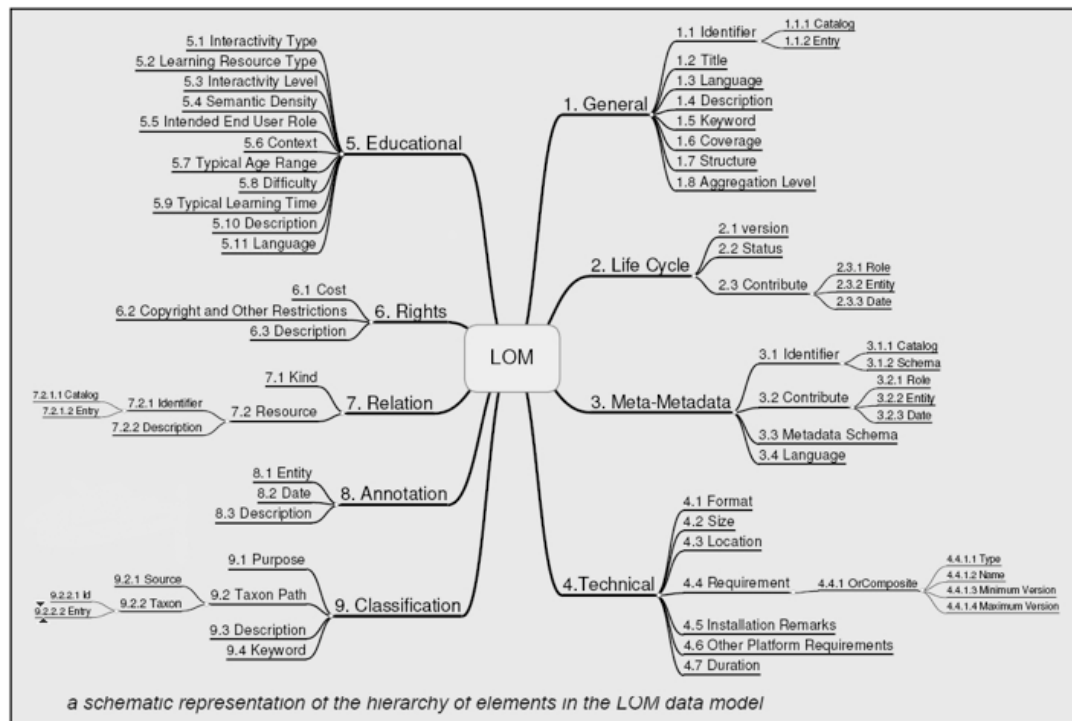 LOM
1. General
1.1 Identifier
1.1.1 Catalog
1.1.2 Entry
1.2 Title
1.3 Language
1.4 Description
1.5 Keyword
1.6 Coverage
1.7 Structure
1.8 Aggregation Level
2. Life Cycle
2.1 version
2.2 Status
2.3 Contribute
2.3.1 Role
2.3.2 Entity
2.3.3 Date
3. Meta-Metadata
3.1 Identifier
3.1.1 Catalog
3.1.2 Schema
3.2 Contribute
3.2.1 Role
3.2.2 Entity
3.2.3 Date
3.3 Metadata Schema
3.4 Language
4.Technical
4.1 Format
4.2 Size
4.3 Location
4.4 Requirement
4.4.1 OrComposite
4.4.1.1 Type
4.4.1.2 Name
4.4.1.3 Minimum Version
4.4.1.4 Maximum Version
4.5 Installation Remarks
4.6 Other Platform Requirements
4.7 Duration
5. Educational
5.1 Interactivity Type
5.2 Learning Resource Type
5.3 Interactivity Level
5.4 Semantic Density
5.5 Intended End User Role
5.6 Context
5.7 Typical Age Range
5.8 Difficulty
5.9 Typical Learning Time
5.10 Description
5.11 Language
6. Rights
6.1 Cost
6.2 Copyright and Other Restrictions
6.3 Description
7. Relation
7.1 Kind
7.2 Resource
7.2.1 Identifier
7.2.1.1 Catalog
7.2.1.2 Entry
7.2.2 Description
8. Annotation
8.1 Entity
8.2 Date
8.3 Description
9. Classification
9.1 Purpose
9.2 Taxon Path
9.2.1 Source
9.2.2 Taxon
9.2.2.1 Id
9.2.2.2 Entry
9.3 Description
9.4 Keyword
a schematic representation of the hierarchy of elements in the LOM data model